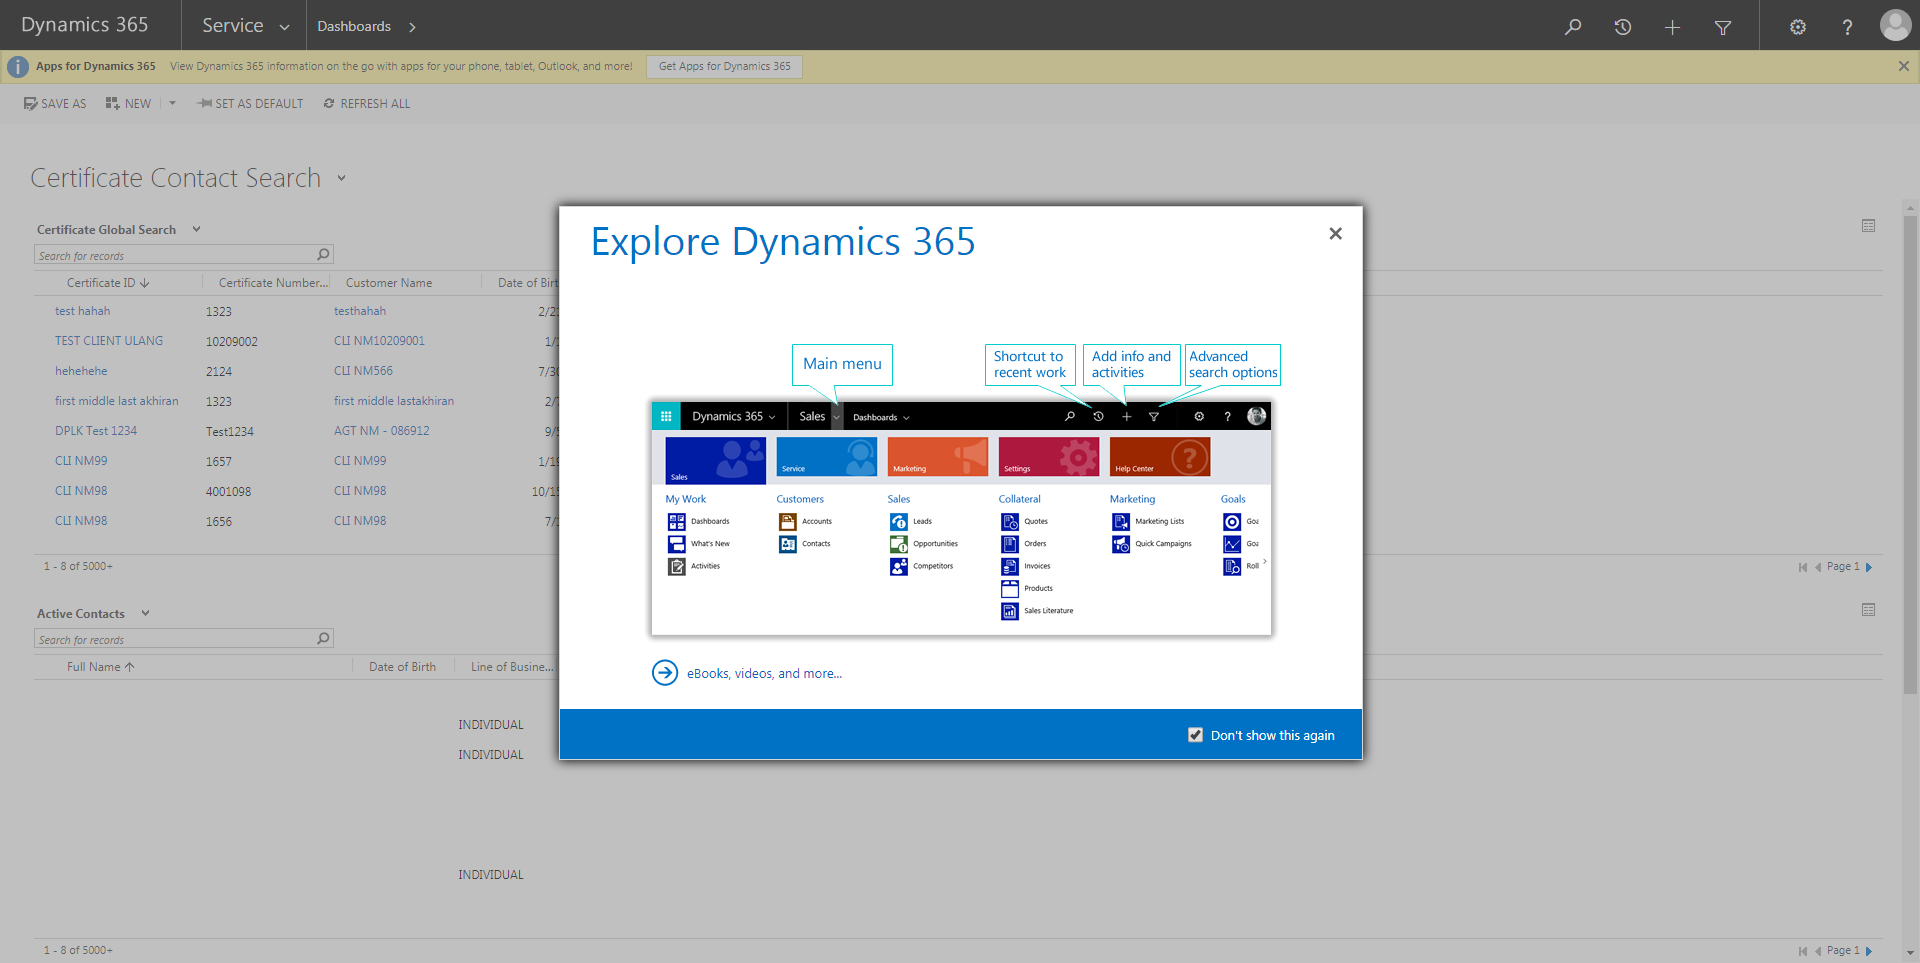 Dynamics 365
Service
Dashboards
Apps for Dynamics 365 View Dynamics 365 information on the go with apps for your phone, tablet, Outlook, and more! Get Apps for Dynamics 365
SAVE AS NEW SET AS DEFAULT REFRESH ALL
Certificate Contact Search
Certificate Global Search
Search for records
Certificate ID Certificate Number... Customer Name Date of Birt
test hahah 1323 testhahah 2/21
TEST CLIENT ULANG 10209002 CLI NM10209001 1/1
hehehehe 2124 CLI NM566 7/30
first middle last akhiran 1323 first middle lastakhiran 2/7
DPLK Test 1234 Test1234 AGT NM - 086912 9/5
CLI NM99 1657 CLI NM99 1/19
CLI NM98 4001098 CLI NM98 10/15
CLI NM98 1656 CLI NM98 7/1
1 - 8 of 5000+
Page 1
Active Contacts
Search for records
Full Name Date of Birth Line of Busine...
INDIVIDUAL
INDIVIDUAL
INDIVIDUAL
1 - 8 of 5000+
Page 1
Explore Dynamics 365
Main menu
Shortcut to
recent work
Add info and
activities
Advanced
search options
Dynamics 365 Sales Dashboards
Sales Service Marketing Settings Help Center
My Work Customers Sales Collateral Marketing Goals
Dashboards Accounts Leads Quotes Marketing Lists Goa
What's New Contacts Opportunities Orders Quick Campaigns Goa
Activities Competitors Invoices Roll
Products
Sales Literature
eBooks, videos, and more...
Don't show this again